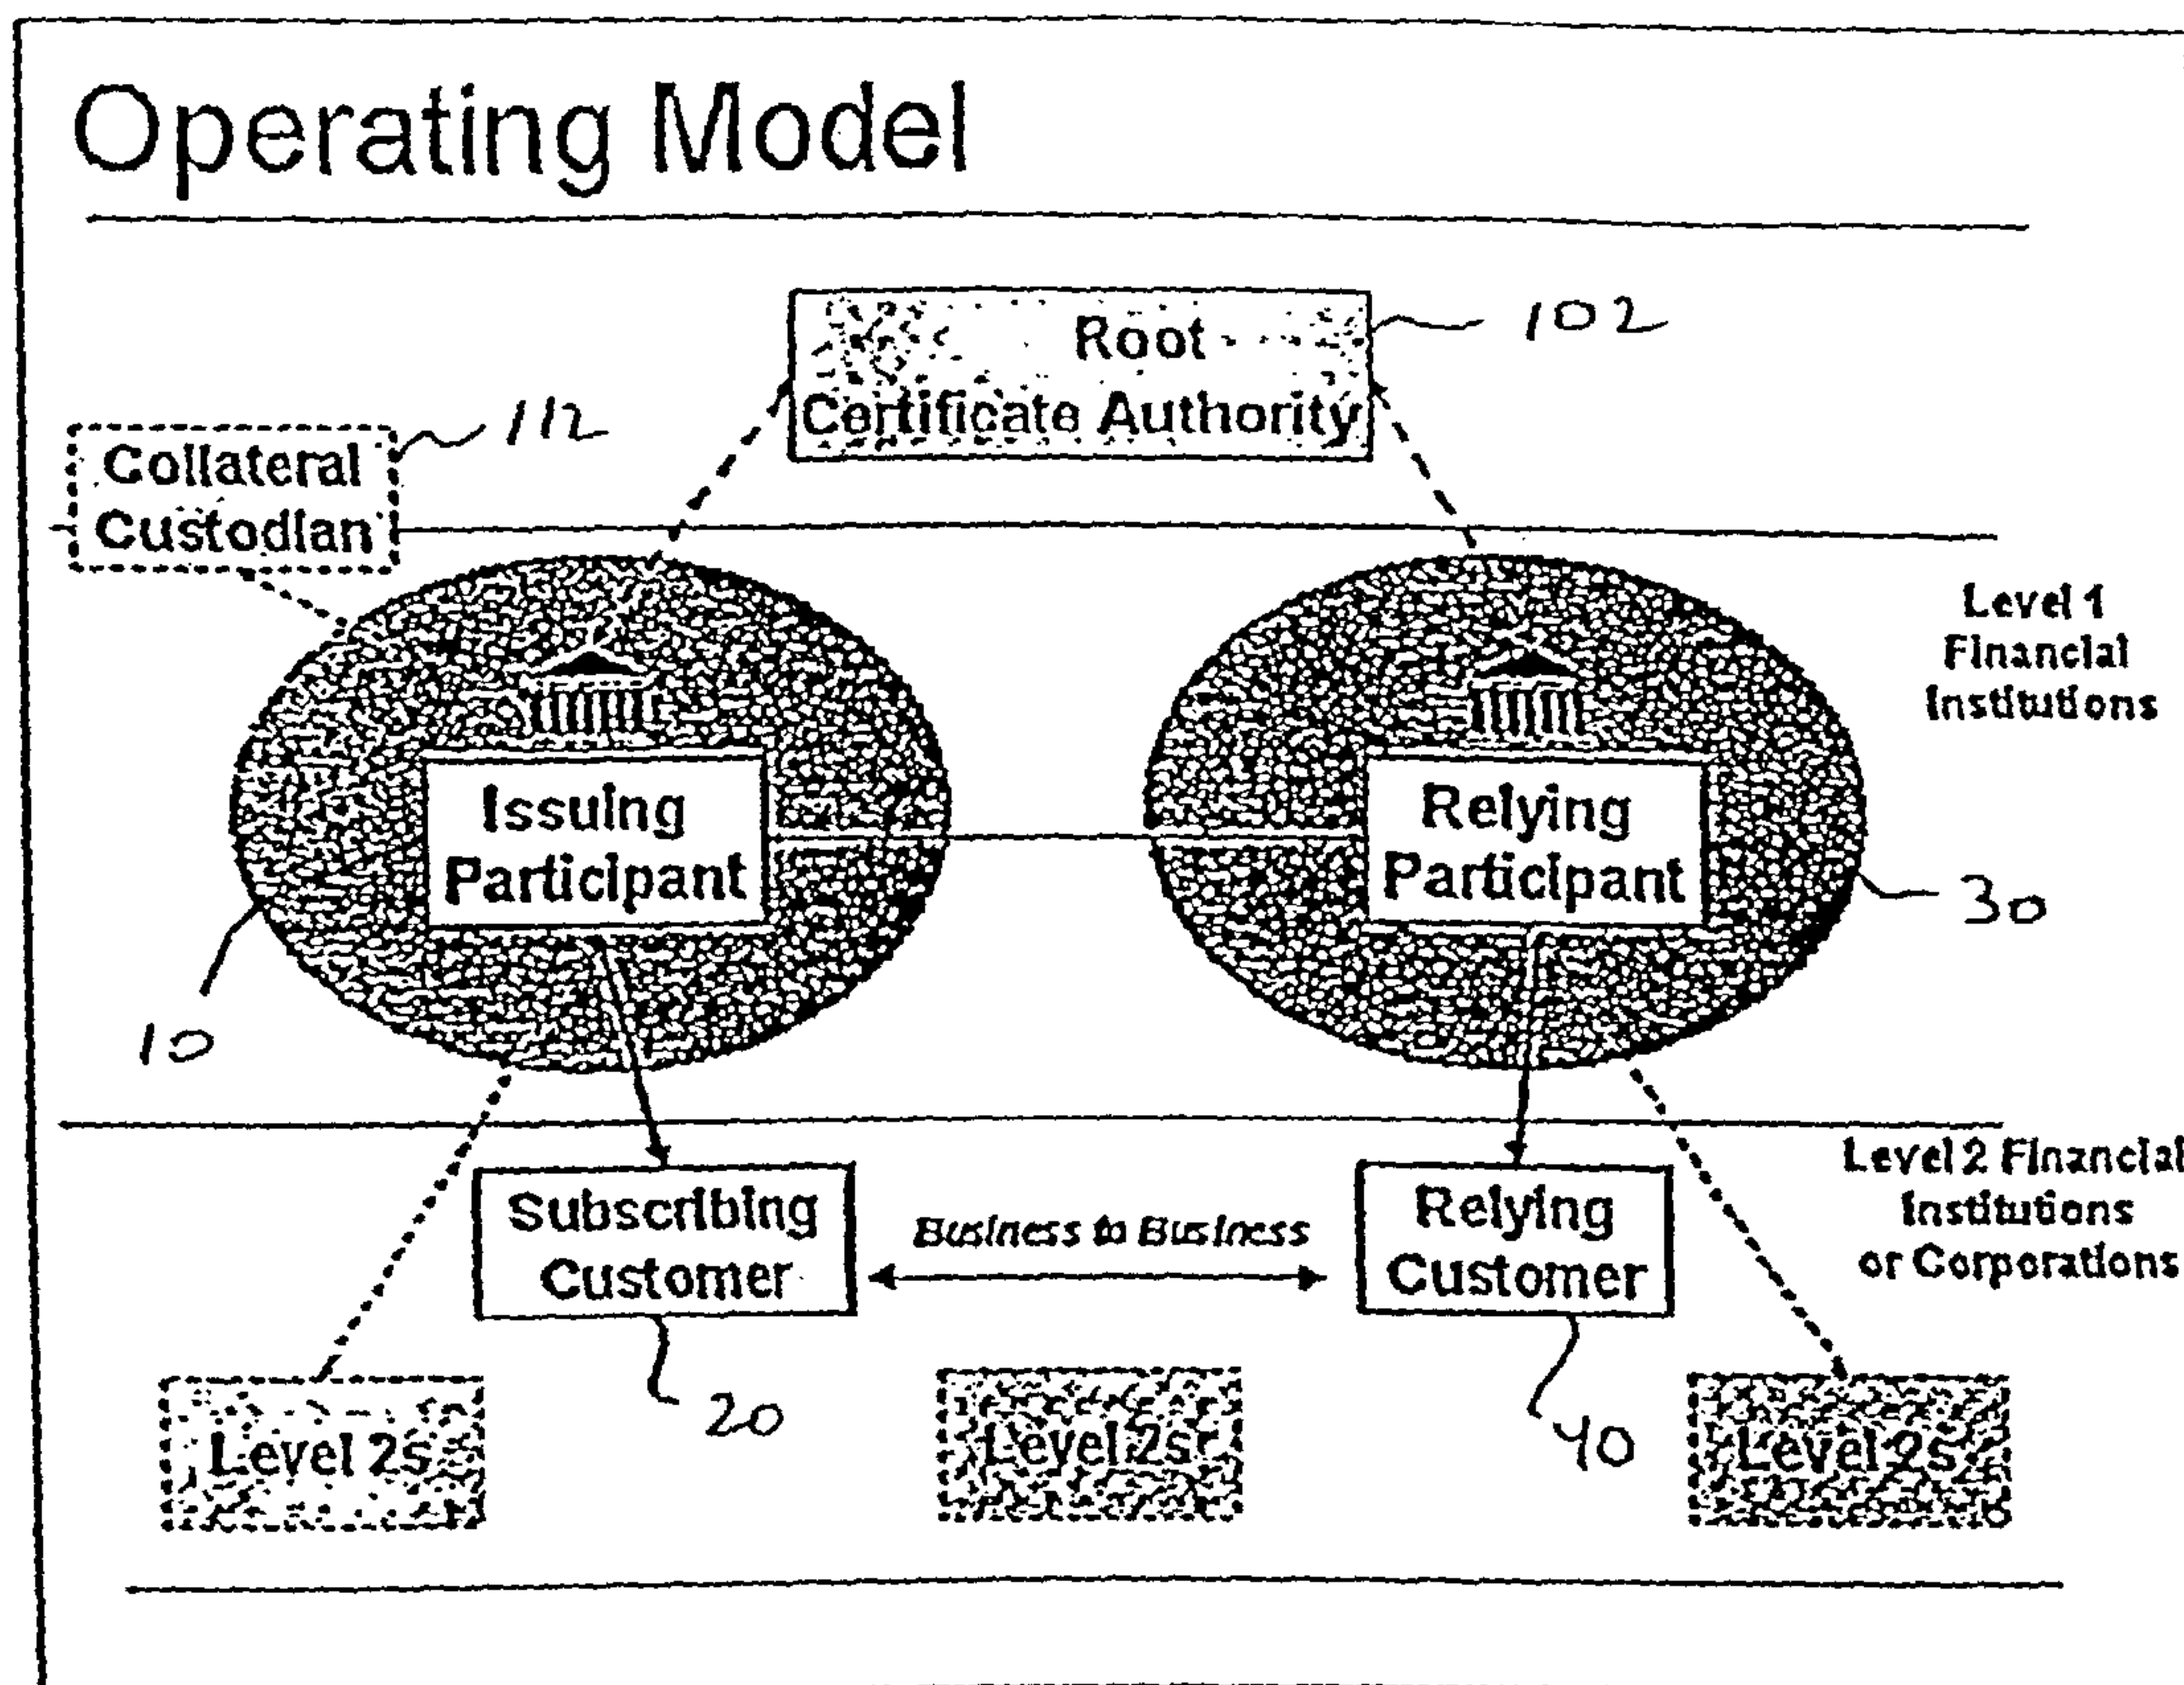 Operating Model
Root
Certificate Authority
102
Collateral
Custodian
112
Level 1
Financial
Institutions
Issuing
Participant
Relying
Participant
10
30
Level 2 Financial
Institutions
or Corporations
Subscribing
Customer
Business to Business
Relying
Customer
20
40
Level 2s
Level 2s
Level 2s